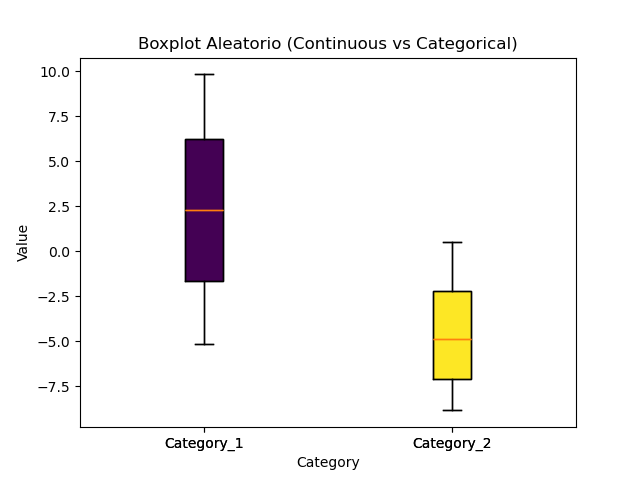 Boxplot Aleatorio (Continuous vs Categorical)
10.0
7.5
5.0
2.5
0.0
−2.5
−5.0
−7.5
Value
Category_1
Category_2
Category